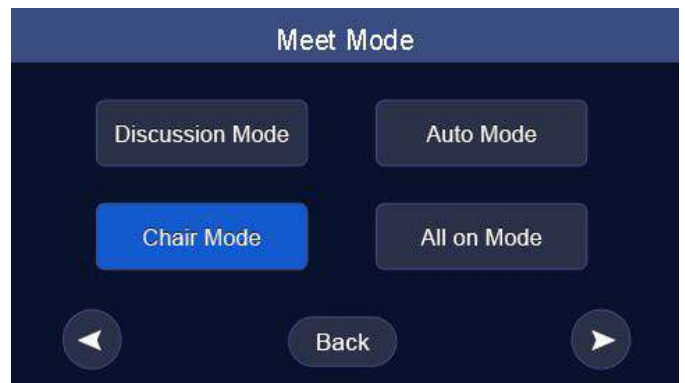 Meet Mode
Discussion Mode
Auto Mode
Chair Mode
All on Mode
Back